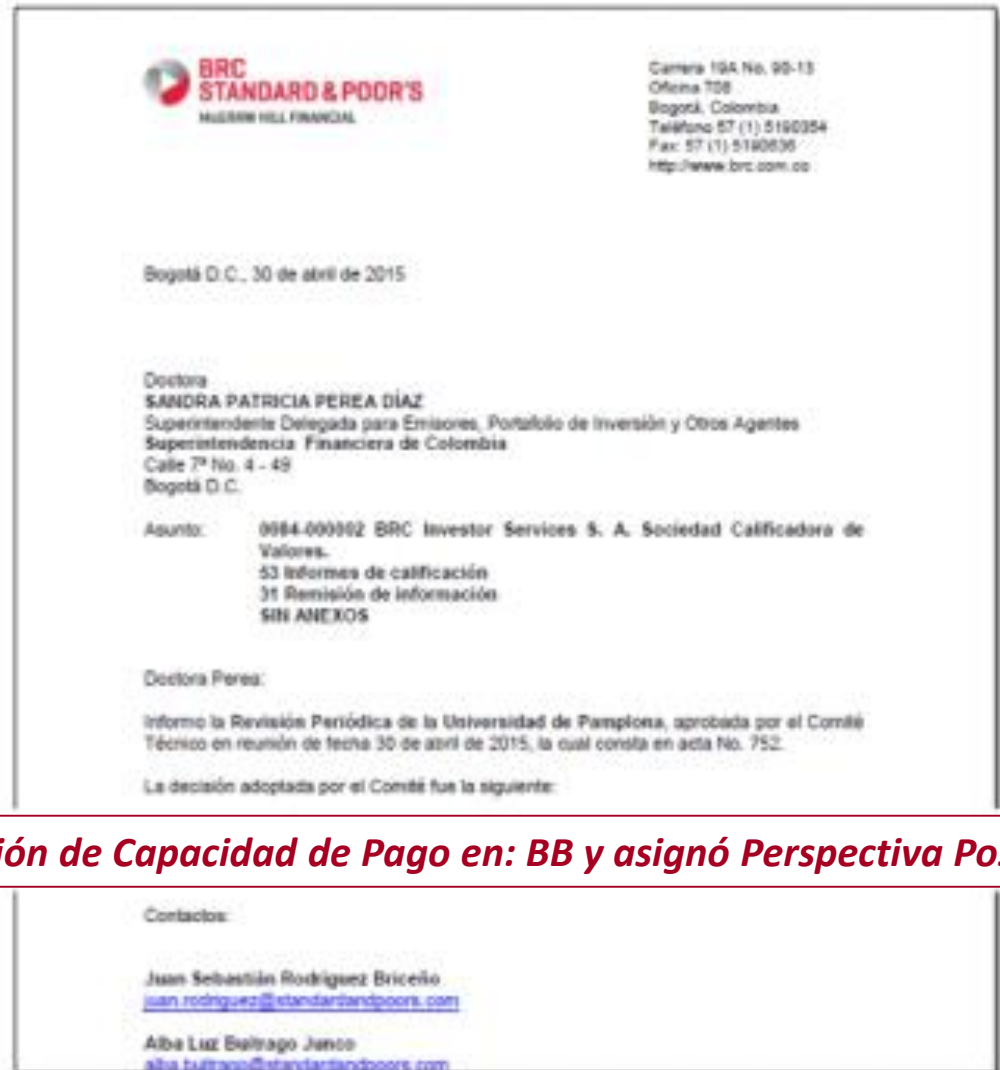 BRC
STANDARD & POOR'S
McGRAW HILL FINANCIAL
Carrera 19A No. 90-13
Oficina 708
Bogotá, Colombia
Teléfono 57 (1) 5190354
Fax: 57 (1) 5190836
http://www.brc.com.co
Bogotá D.C., 30 de abril de 2015
Doctora
SANDRA PATRICIA PEREA DÍAZ
Superintendente Delegada para Emisores, Portafolio de Inversión y Otros Agentes
Superintendencia Financiera de Colombia
Calle 7ª No. 4 - 49
Bogotá D.C.
Asunto: 0084-000002 BRC Investor Services S. A. Sociedad Calificadora de
Valores.
53 Informes de calificación
31 Remisión de información
SIN ANEXOS
Doctora Perea:
Informo la Revisión Periódica de la Universidad de Pamplona, aprobada por el Comité
Técnico en reunión de fecha 30 de abril de 2015, la cual consta en acta No. 752.
La decisión adoptada por el Comité fue la siguiente:
ión de Capacidad de Pago en: BB y asignó Perspectiva Po
Contactos:
Juan Sebastián Rodríguez Briceño
juan.rodriguez@standardandpoors.com
Alba Luz Buitrago Junco
alba.buitrago@standardandpoors.com